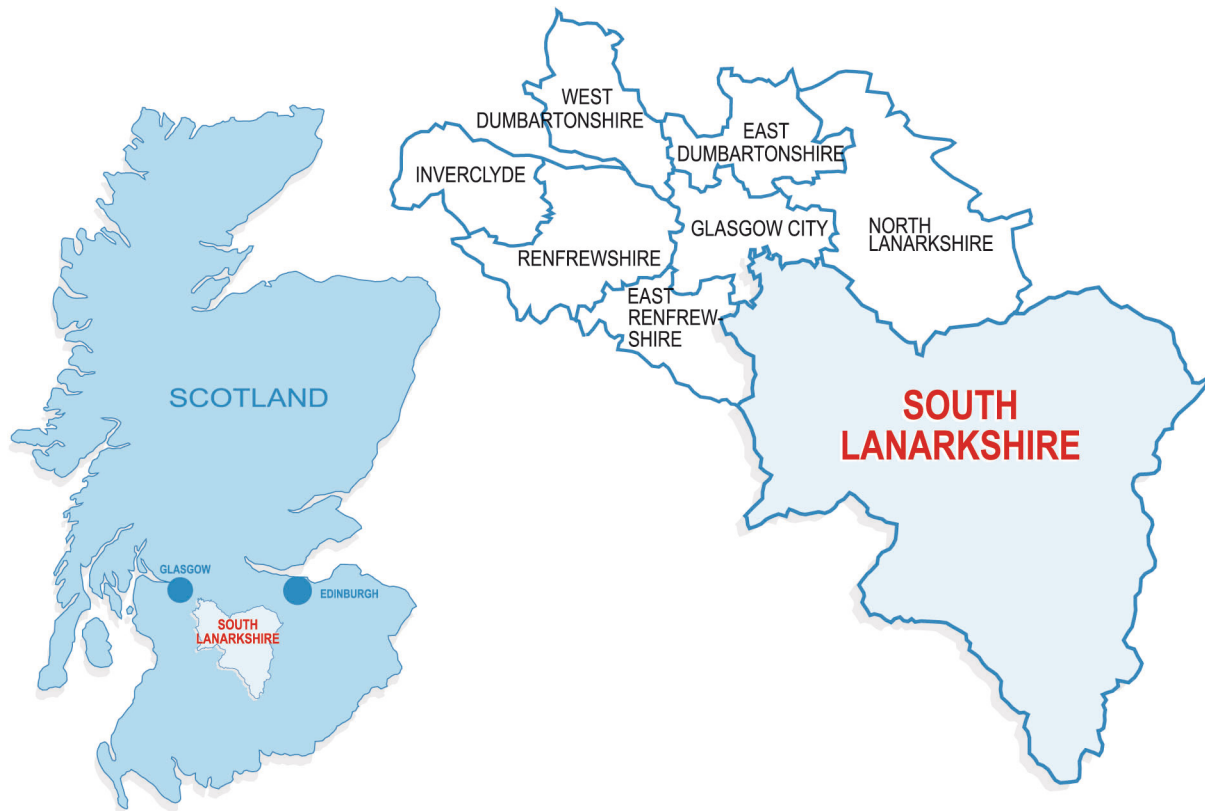 SCOTLAND
GLASGOW
EDINBURGH
SOUTH
LANARKSHIRE
WEST
DUMBARTONSHIRE
EAST
DUMBARTONSHIRE
INVERCLYDE
RENFREWSHIRE
GLASGOW CITY
NORTH
LANARKSHIRE
EAST
RENFREW-
SHIRE
SOUTH
LANARKSHIRE